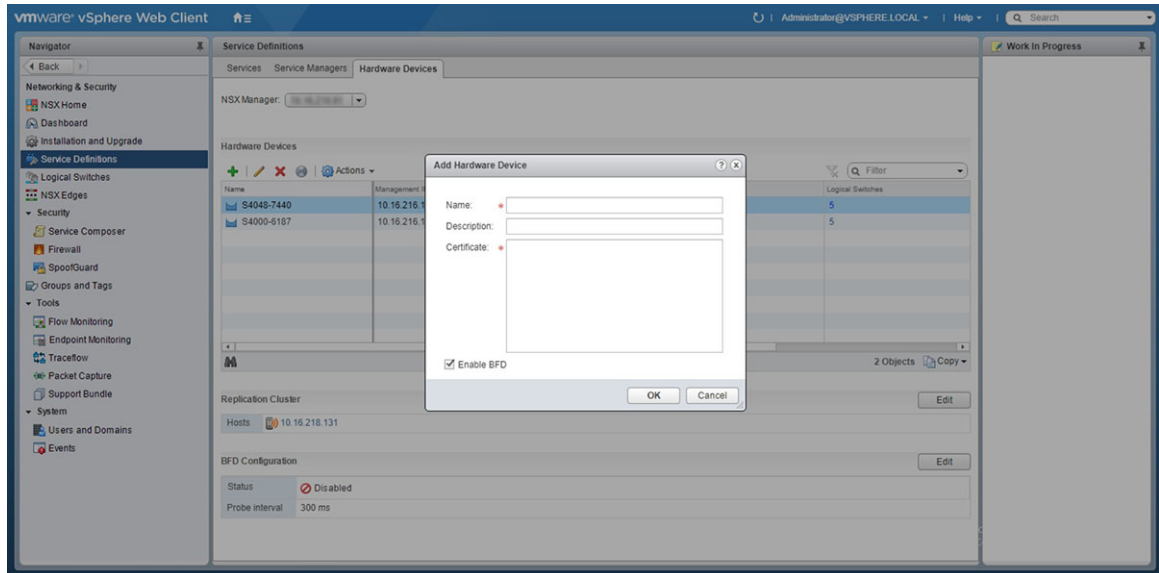 vmware® vSphere Web Client
Administrator@VSPHERE.LOCAL
Help
Search
Navigator
Back
Networking & Security
NSX Home
Dashboard
Installation and Upgrade
Service Definitions
Logical Switches
NSX Edges
Security
Service Composer
Firewall
SpoofGuard
Groups and Tags
Tools
Flow Monitoring
Endpoint Monitoring
Traceflow
Packet Capture
Support Bundle
System
Users and Domains
Events
Service Definitions
Services Service Managers Hardware Devices
NSX Manager:
Hardware Devices
Actions
Filter
Name Management Logical Switches
S4048-7440 10.16.216.1 5
S4000-6187 10.16.216.1 5
2 Objects Copy
Add Hardware Device
Name: *
Description:
Certificate: *
Enable BFD
OK Cancel
Replication Cluster Edit
Hosts 10.16.218.131
BFD Configuration Edit
Status Disabled
Probe interval 300 ms
Work In Progress